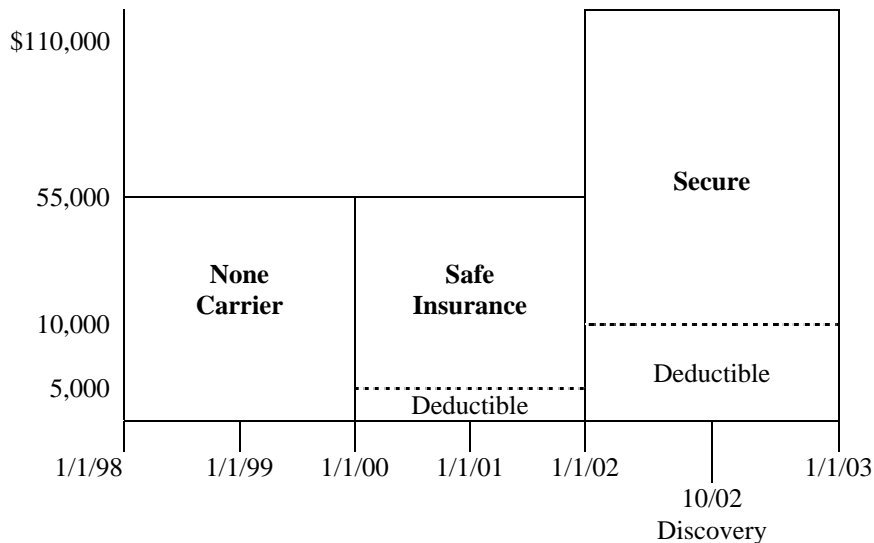 $110,000
55,000
10,000
5,000
None
Carrier
Safe
Insurance
Deductible
Secure
Deductible
1/1/98
1/1/99
1/1/00
1/1/01
1/1/02
1/1/03
10/02
Discovery